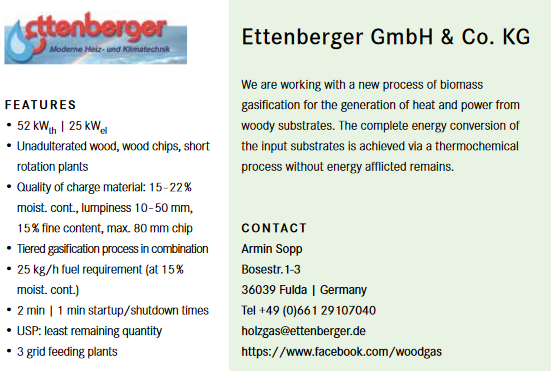 ettenberger
Moderne Heiz- und Klimatechnik
FEATURES
• 52 kWth | 25 kWel
• Unadulterated wood, wood chips, short
rotation plants
• Quality of charge material: 15–22%
moist. cont., lumpiness 10–50 mm,
15% fine content, max. 80 mm chip
• Tiered gasification process in combination
• 25 kg/h fuel requirement (at 15%
moist. cont.)
• 2 min | 1 min startup/shutdown times
• USP: least remaining quantity
• 3 grid feeding plants
Ettenberger GmbH & Co. KG
We are working with a new process of biomass
gasification for the generation of heat and power from
woody substrates. The complete energy conversion of
the input substrates is achieved via a thermochemical
process without energy afflicted remains.
CONTACT
Armin Sopp
Bosestr. 1-3
36039 Fulda | Germany
Tel +49 (0)661 29107040
holzgas@ettenberger.de
https://www.facebook.com/woodgas